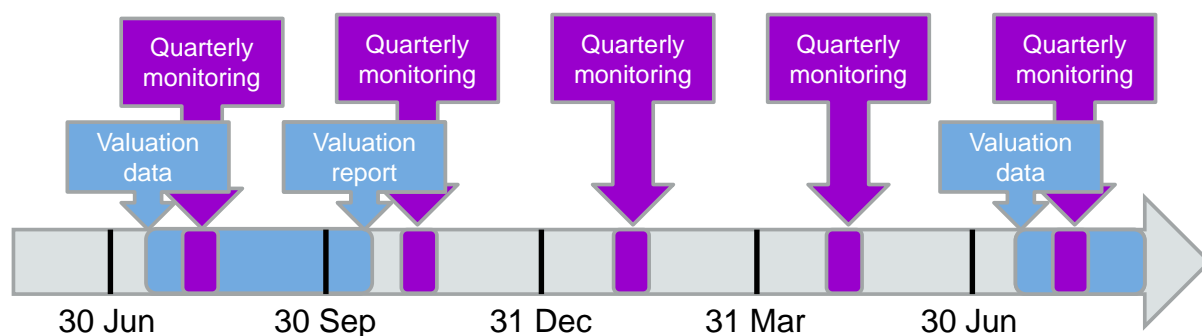 Quarterly
monitoring
Quarterly
monitoring
Quarterly
monitoring
Quarterly
monitoring
Quarterly
monitoring
Valuation
data
Valuation
report
Valuation
data
30 Jun
30 Sep
31 Dec
31 Mar
30 Jun